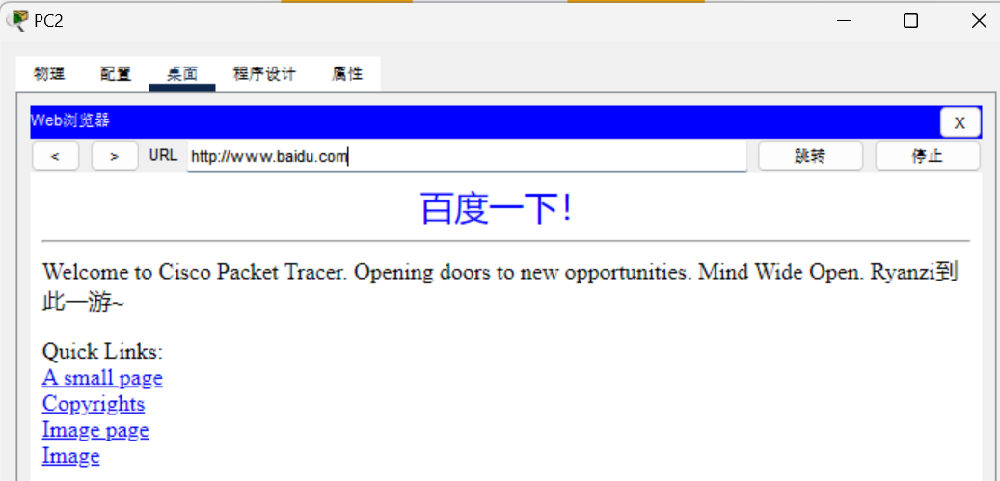 PC2
物理 配置 桌面 程序设计 属性
Web浏览器 X
< > URL http://www.baidu.com 跳转 停止
百度一下!
Welcome to Cisco Packet Tracer. Opening doors to new opportunities. Mind Wide Open. Ryanzi到
此一游~
Quick Links:
A small page
Copyrights
Image page
Image